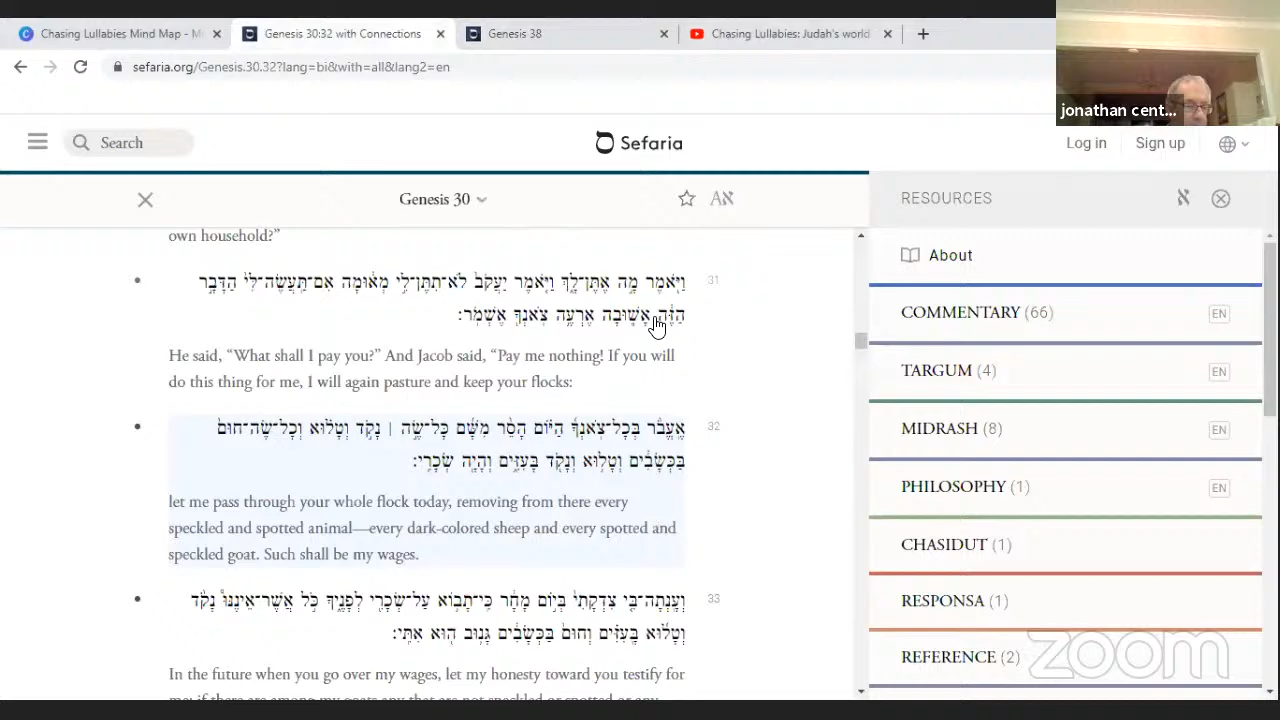 Chasing Lullabies Mind Map - M
Genesis 30:32 with Connections
Genesis 38
Chasing Lullabies: Judah's world
sefaria.org/Genesis.30.32?lang=bi&with=all&lang2=en
jonathan cent...
Search
Sefaria
Log in
Sign up
Genesis 30
Aא
RESOURCES
א
own household?”
31
וַיֹּ֖אמֶר מָ֣ה אֶתֶּן־לָ֑ךְ וַיֹּ֤אמֶר יַעֲקֹב֙ לֹא־תִתֶּן־לִ֣י מְא֔וּמָה אִם־תַּֽעֲשֶׂה־לִּי֙ הַדָּבָ֣ר
הַזֶּ֔ה אָשׁ֛וּבָה אֶרְעֶ֥ה צֹֽאנְךָ֖ אֶשְׁמֹֽר׃
He said, “What shall I pay you?” And Jacob said, “Pay me nothing! If you will
do this thing for me, I will again pasture and keep your flocks:
32
אֶֽעֱבֹ֨ר בְּכָל־צֹֽאנְךָ֜ הַיּ֗וֹם הָסֵ֨ר מִשָּׁ֜ם כָּל־שֶׂ֣ה ׀ נָקֹ֣ד וְטָל֗וּא וְכָל־שֶׂה־חוּם֙
בַּכְּשָׂבִ֔ים וְטָל֥וּא וְנָקֹ֖ד בָּעִזִּ֑ים וְהָיָ֖ה שְׂכָרִֽי׃
let me pass through your whole flock today, removing from there every
speckled and spotted animal—every dark-colored sheep and every spotted and
speckled goat. Such shall be my wages.
33
וְעָֽנְתָה־בִּ֤י צִדְקָתִי֙ בְּי֣וֹם מָחָ֔ר כִּֽי־תָב֥וֹא עַל־שְׂכָרִ֖י לְפָנֶ֑יךָ כֹּ֣ל אֲשֶׁר־אֵינֶנּוּ֩ נָקֹ֨ד
וְטָל֜וּא בָּֽעִזִּ֗ים וְחוּם֙ בַּכְּשָׂבִ֔ים גָּנ֥וּב ה֖וּא אִתִּֽי׃
In the future when you go over my wages, let my honesty toward you testify for
About
COMMENTARY (66) EN
TARGUM (4) EN
MIDRASH (8) EN
PHILOSOPHY (1) EN
CHASIDUT (1)
RESPONSA (1)
REFERENCE (2)
zoom